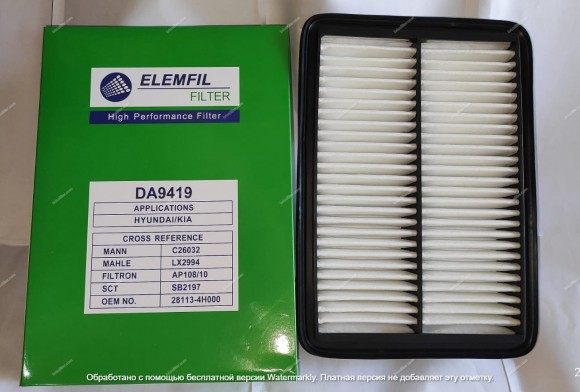 ELEMFIL
FILTER
High Performance Filter
DA9419
APPLICATIONS
HYUNDAI/KIA
CROSS REFERENCE
MANN C26032
MAHLE LX2994
FILTRON AP108/10
SCT SB2197
OEM NO. 28113-4H000
Обработано с помощью бесплатной версии Watermarkly. Платная версия не добавляет эту отметку.
2